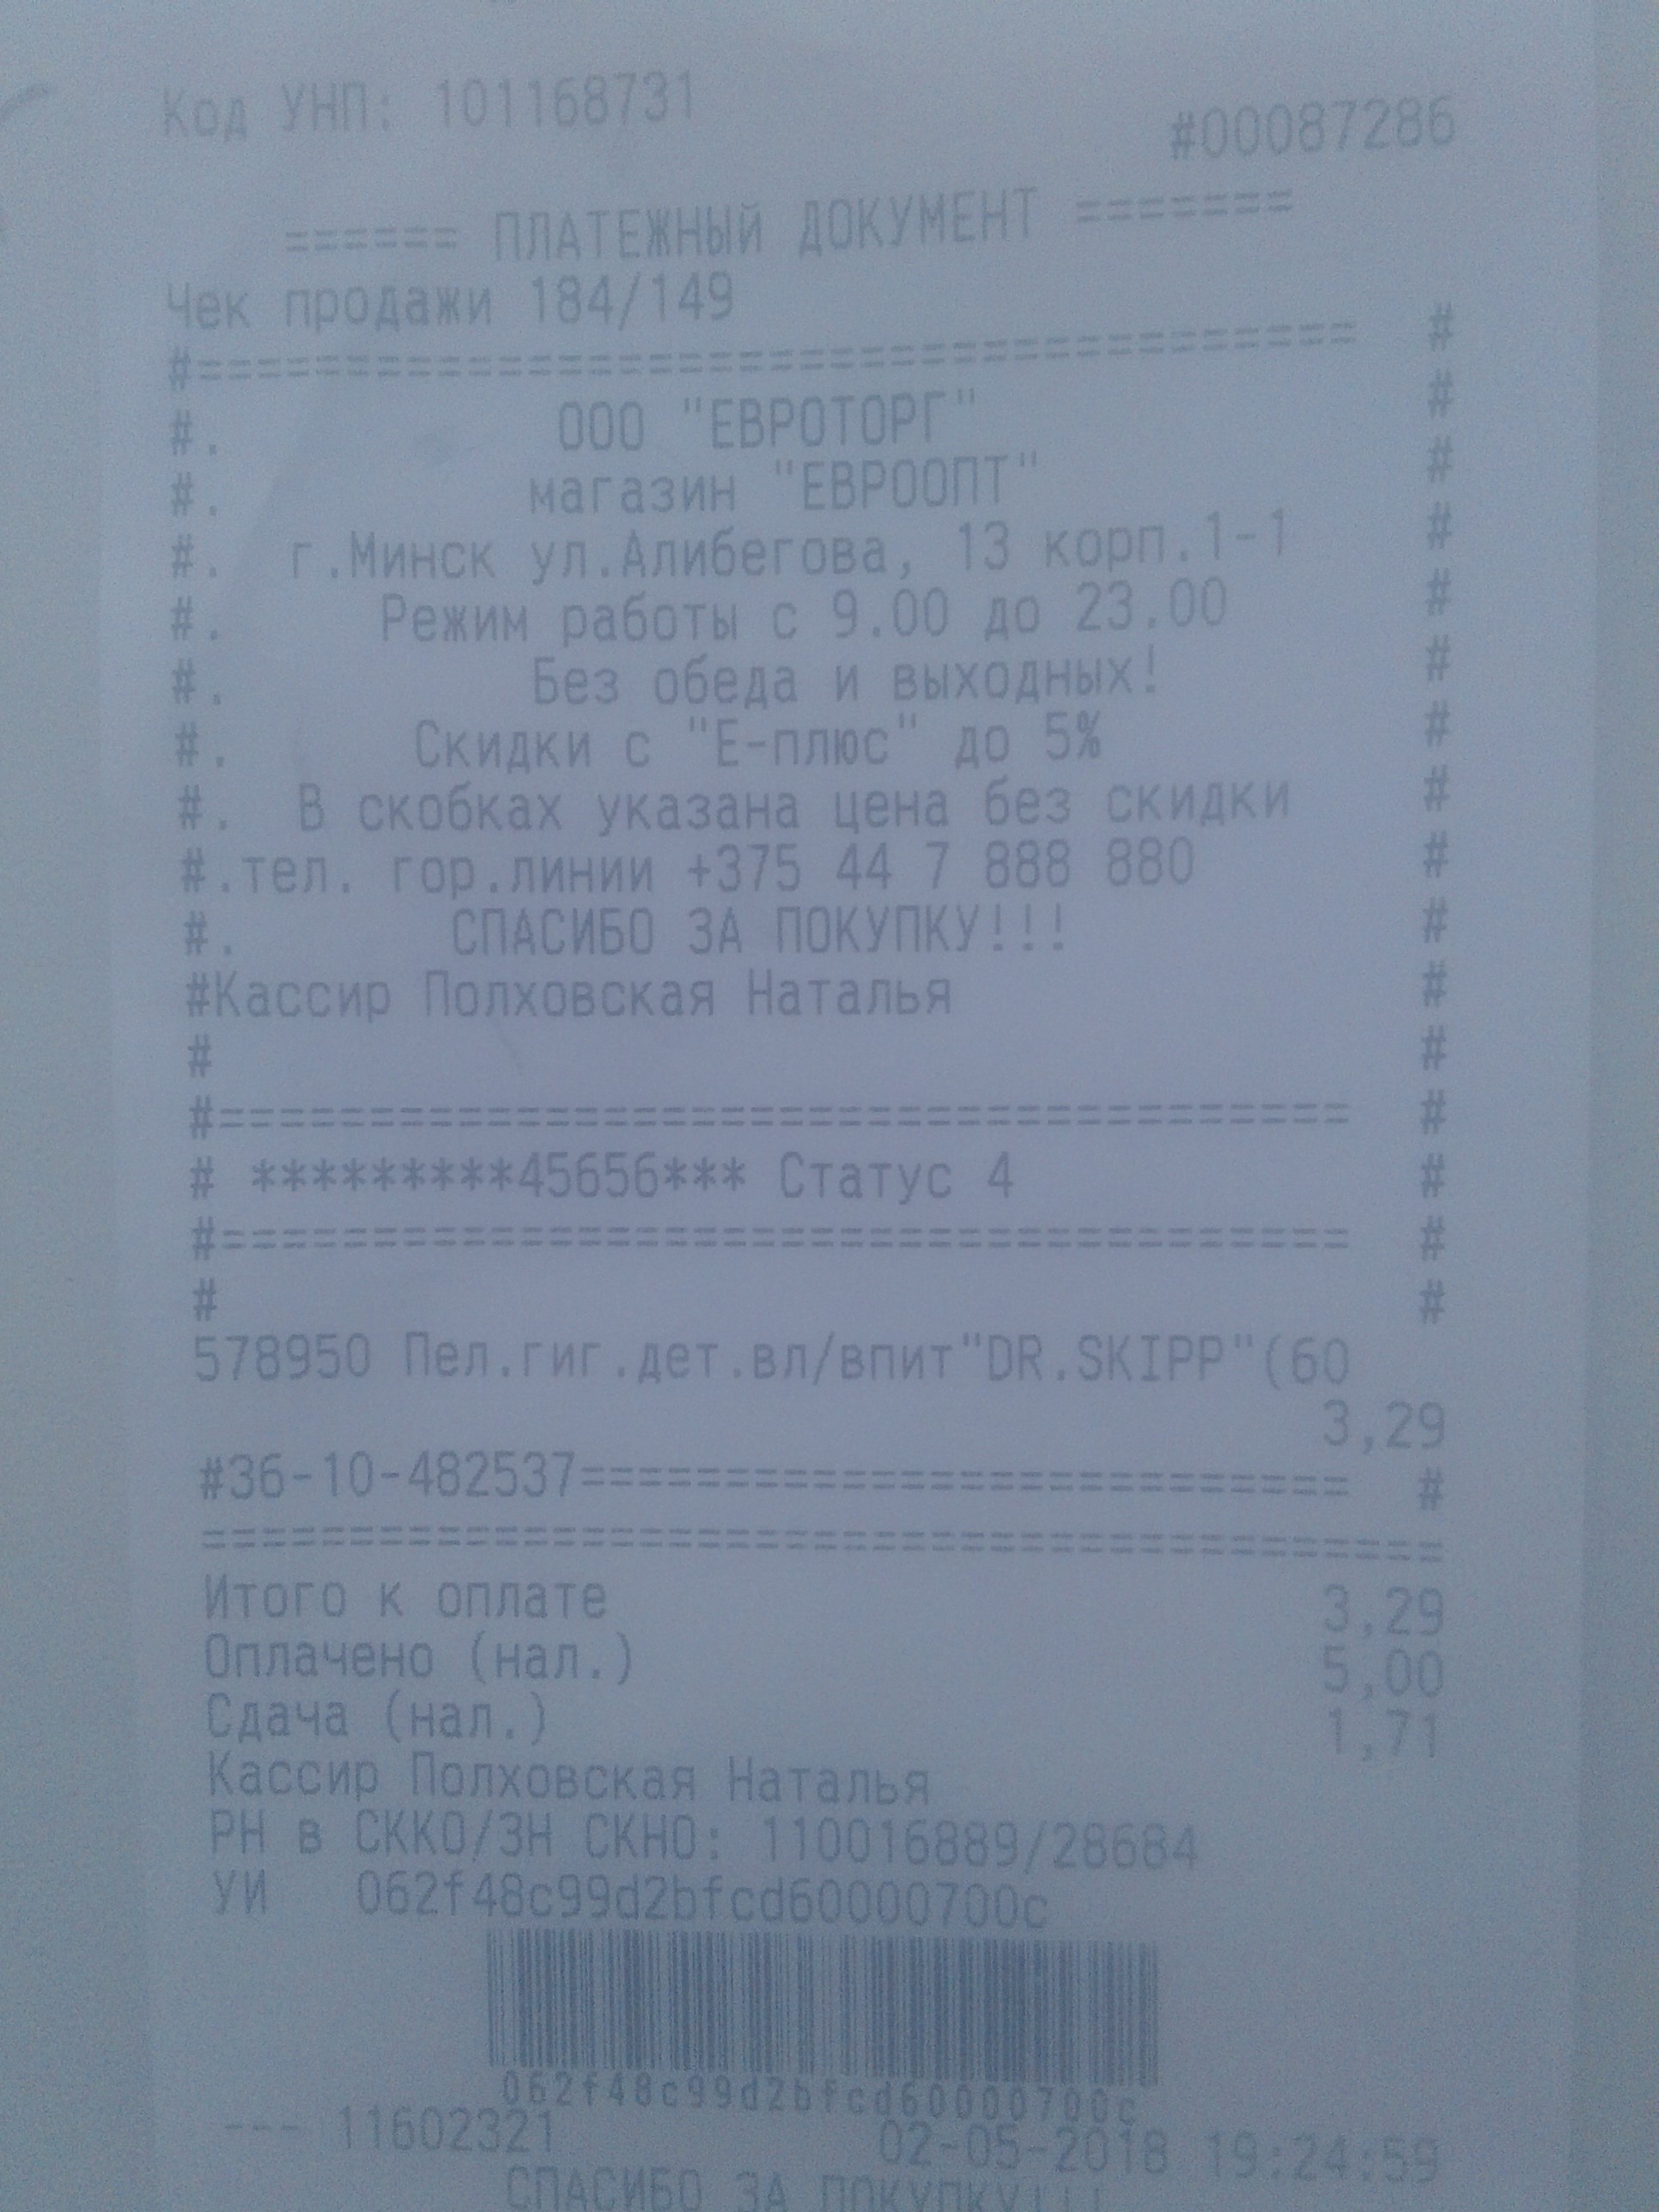 Код УНП: 101168731
#00087286
====== ПЛАТЕЖНЫЙ ДОКУМЕНТ =======
Чек продажи 184/149
#======================================= #
#. ООО "ЕВРОТОРГ" #
#. магазин "ЕВРООПТ" #
#. г.Минск ул.Алибегова, 13 корп.1-1 #
#. Режим работы с 9.00 до 23.00 #
#. Без обеда и выходных! #
#. Скидки с "Е-плюс" до 5% #
#. В скобках указана цена без скидки #
#.тел. гор.линии +375 44 7 888 880 #
#. СПАСИБО ЗА ПОКУПКУ!!! #
#Кассир Полховская Наталья #
# #
#======================================= #
# *********45656*** Статус 4 #
#======================================= #
# #
578950 Пел.гиг.дет.вл/впит"DR.SKIPP"(60
3,29
#36-10-482537========================== #
===========================================
Итого к оплате 3,29
Оплачено (нал.) 5,00
Сдача (нал.) 1,71
Кассир Полховская Наталья
РН в СККО/ЗН СКНО: 110016889/28684
УИ 062f48c99d2bfcd60000700c
062f48c99d2bfcd60000700c
--- 11602321 02-05-2018 19:24:59
СПАСИБО ЗА ПОКУПКУ!!!